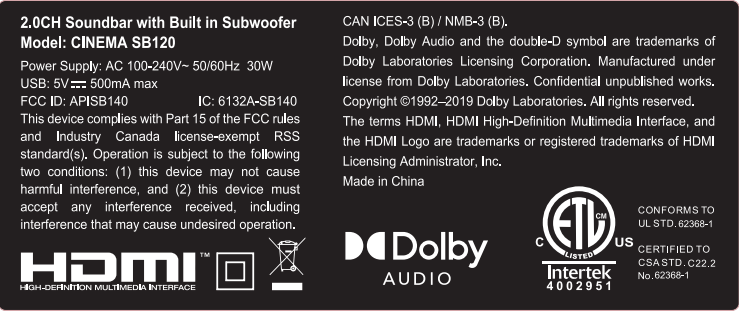 2.0CH Soundbar with Built in Subwoofer
Model: CINEMA SB120
Power Supply: AC 100-240V~ 50/60Hz 30W
USB: 5V⎓ 500mA max
FCC ID: APISB140 IC: 6132A-SB140
This device complies with Part 15 of the FCC rules
and Industry Canada license-exempt RSS
standard(s). Operation is subject to the following
two conditions: (1) this device may not cause
harmful interference, and (2) this device must
accept any interference received, including
interference that may cause undesired operation.
HDMI™
HIGH-DEFINITION MULTIMEDIA INTERFACE
CAN ICES-3 (B) / NMB-3 (B).
Dolby, Dolby Audio and the double-D symbol are trademarks of
Dolby Laboratories Licensing Corporation. Manufactured under
license from Dolby Laboratories. Confidential unpublished works.
Copyright ©1992–2019 Dolby Laboratories. All rights reserved.
The terms HDMI, HDMI High-Definition Multimedia Interface, and
the HDMI Logo are trademarks or registered trademarks of HDMI
Licensing Administrator, Inc.
Made in China
Dolby
AUDIO
ETL CM
C US
LISTED
Intertek
4002951
CONFORMS TO
UL STD. 62368-1
CERTIFIED TO
CSA STD. C22.2
No.62368-1